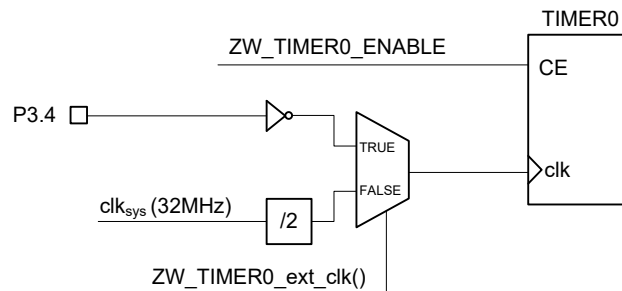 TIMER0
ZW_TIMER0_ENABLE
CE
P3.4
TRUE
clk
FALSE
clksys (32MHz)
/2
ZW_TIMER0_ext_clk()